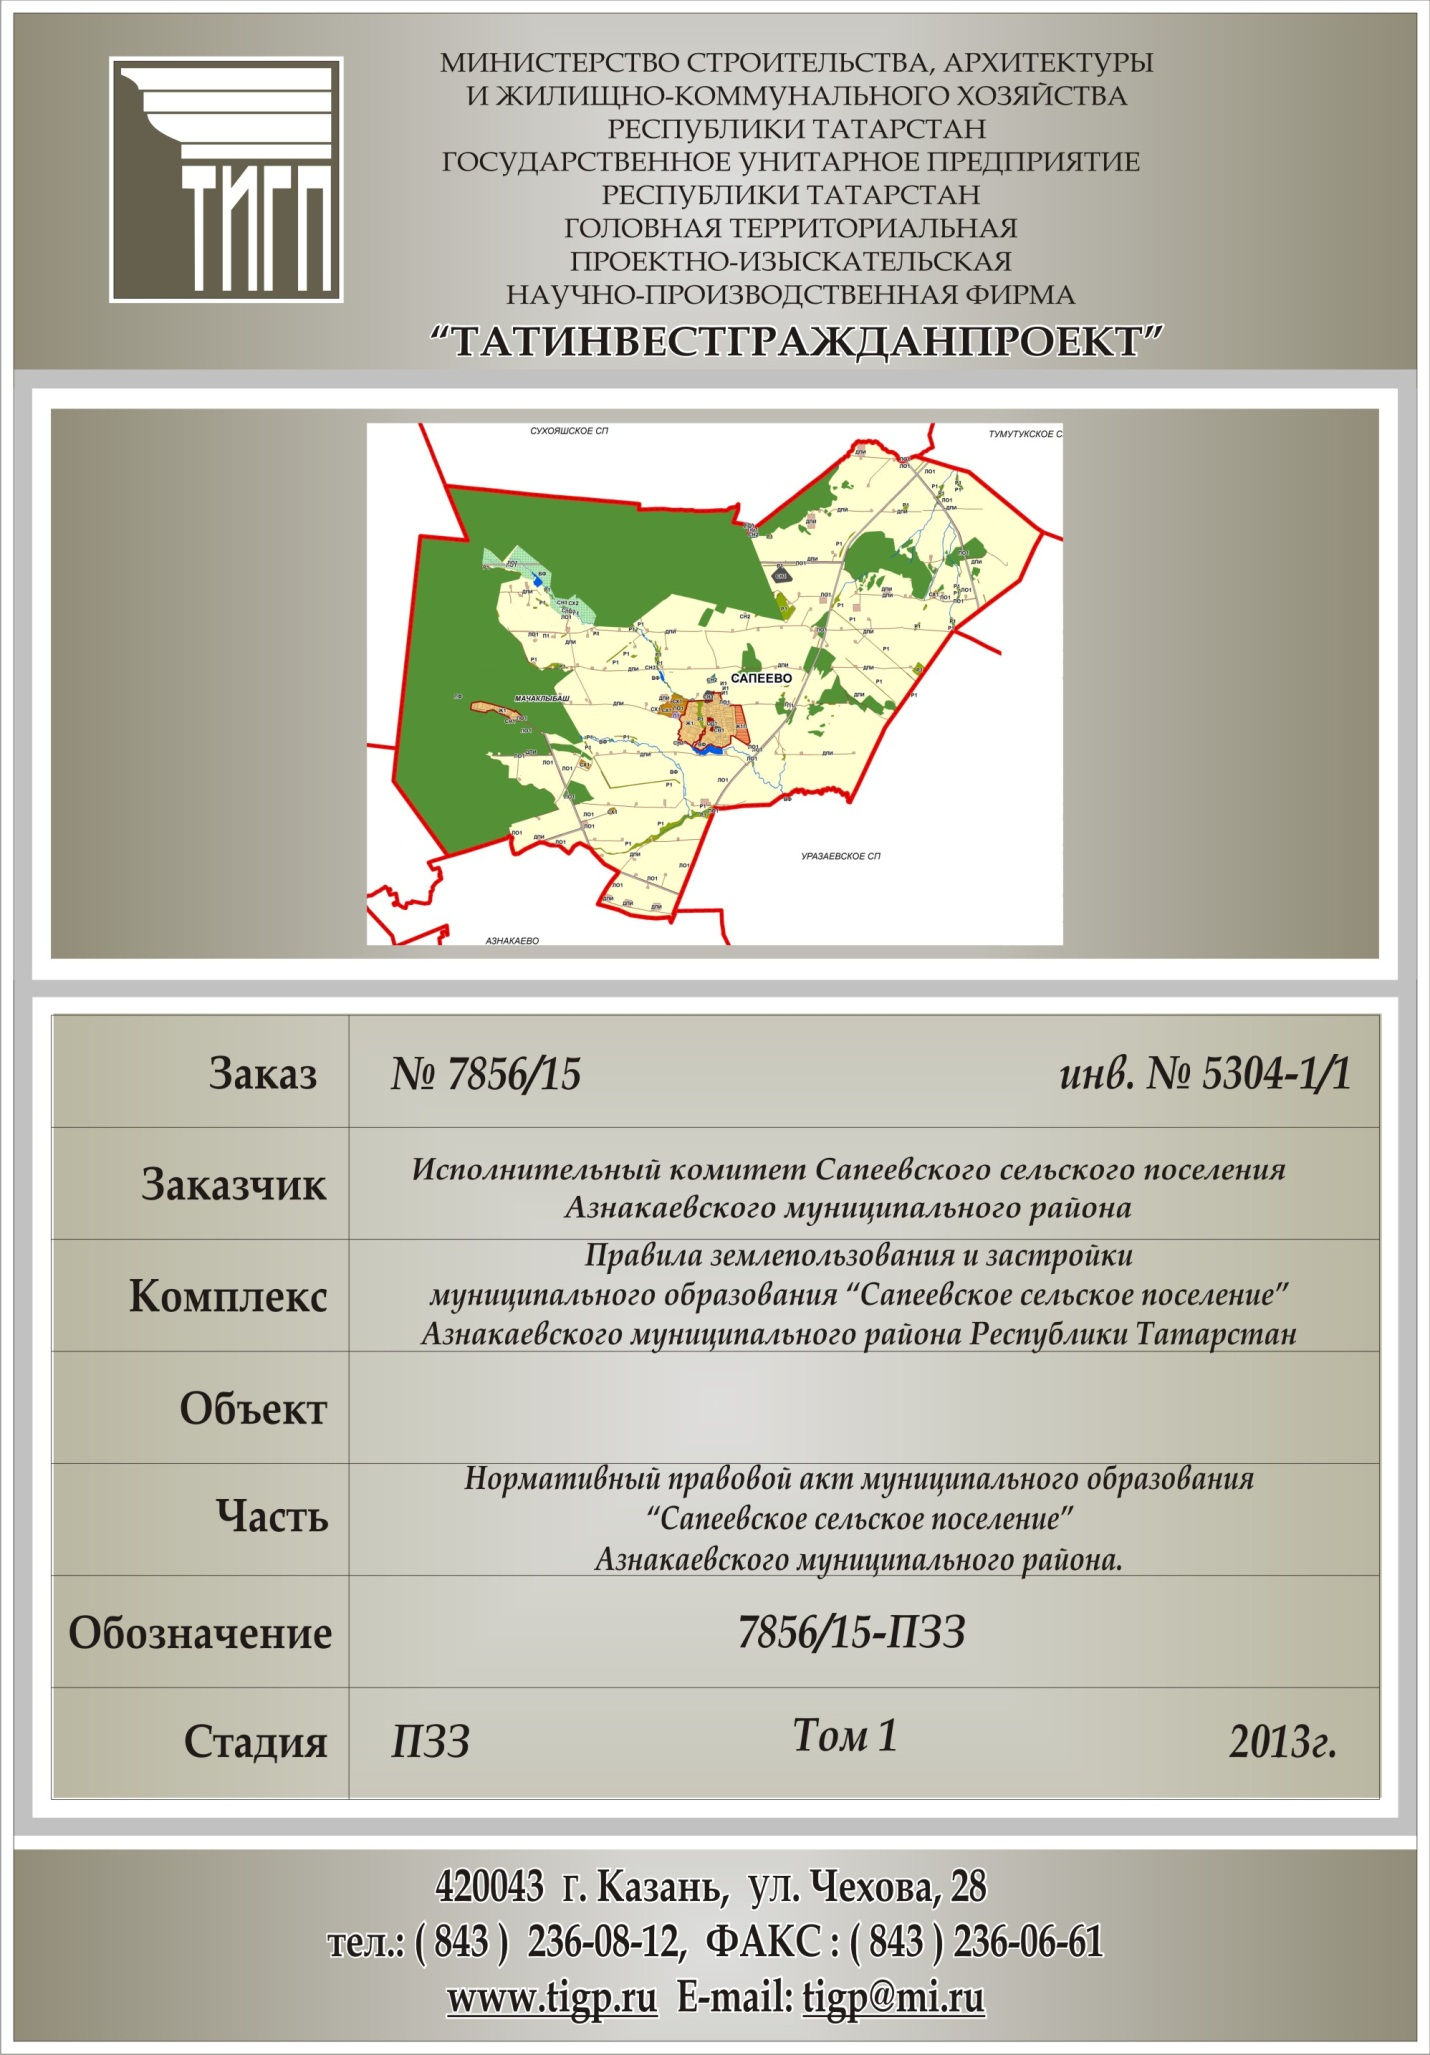 МИНИСТЕРСТВО СТРОИТЕЛЬСТВА, АРХИТЕКТУРЫ
И ЖИЛИЩНО-КОММУНАЛЬНОГО ХОЗЯЙСТВА
РЕСПУБЛИКИ ТАТАРСТАН
ГОСУДАРСТВЕННОЕ УНИТАРНОЕ ПРЕДПРИЯТИЕ
РЕСПУБЛИКИ ТАТАРСТАН
ГОЛОВНАЯ ТЕРРИТОРИАЛЬНАЯ
ПРОЕКТНО-ИЗЫСКАТЕЛЬСКАЯ
НАУЧНО-ПРОИЗВОДСТВЕННАЯ ФИРМА
“ТАТИНВЕСТГРАЖДАНПРОЕКТ”
ТИГП
СУХОЯШСКОЕ СП
ТУМУТУКСКОЕ С
САПЕЕВО
МАЧАКЛЫБАШ
УРАЗАЕВСКОЕ СП
АЗНАКАЕВО
Заказ № 7856/15 инв. № 5304-1/1
Заказчик
Исполнительный комитет Сапеевского сельского поселения
Азнакаевского муниципального района
Комплекс
Правила землепользования и застройки
муниципального образования “Сапеевское сельское поселение”
Азнакаевского муниципального района Республики Татарстан
Объект
Часть
Нормативный правовой акт муниципального образования
“Сапеевское сельское поселение”
Азнакаевского муниципального района.
Обозначение 7856/15-ПЗЗ
Стадия ПЗЗ Том 1 2013г.
420043 г. Казань, ул. Чехова, 28
тел.: ( 843 ) 236-08-12, ФАКС : ( 843 ) 236-06-61
www.tigp.ru E-mail: tigp@mi.ru